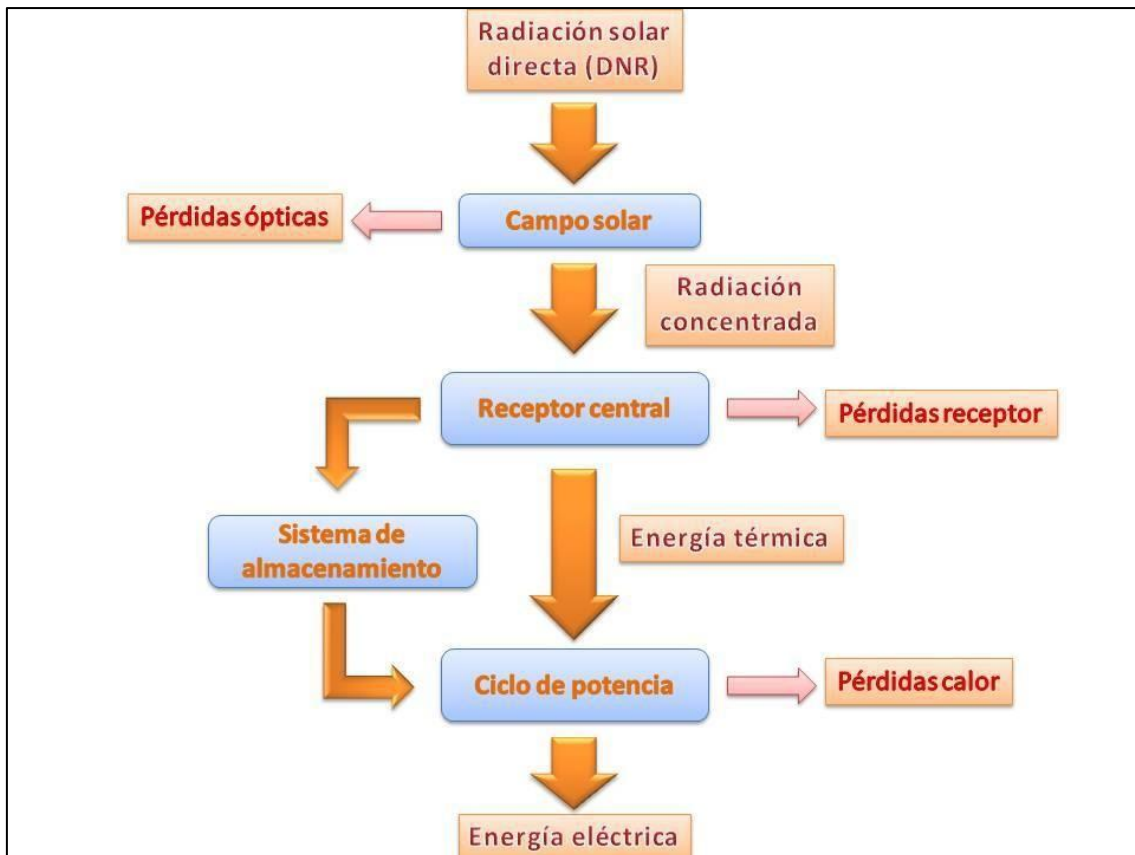 Radiación solar
directa (DNR)
Pérdidas ópticas
Campo solar
Radiación
concentrada
Receptor central
Pérdidas receptor
Sistema de
almacenamiento
Energía térmica
Ciclo de potencia
Pérdidas calor
Energía eléctrica